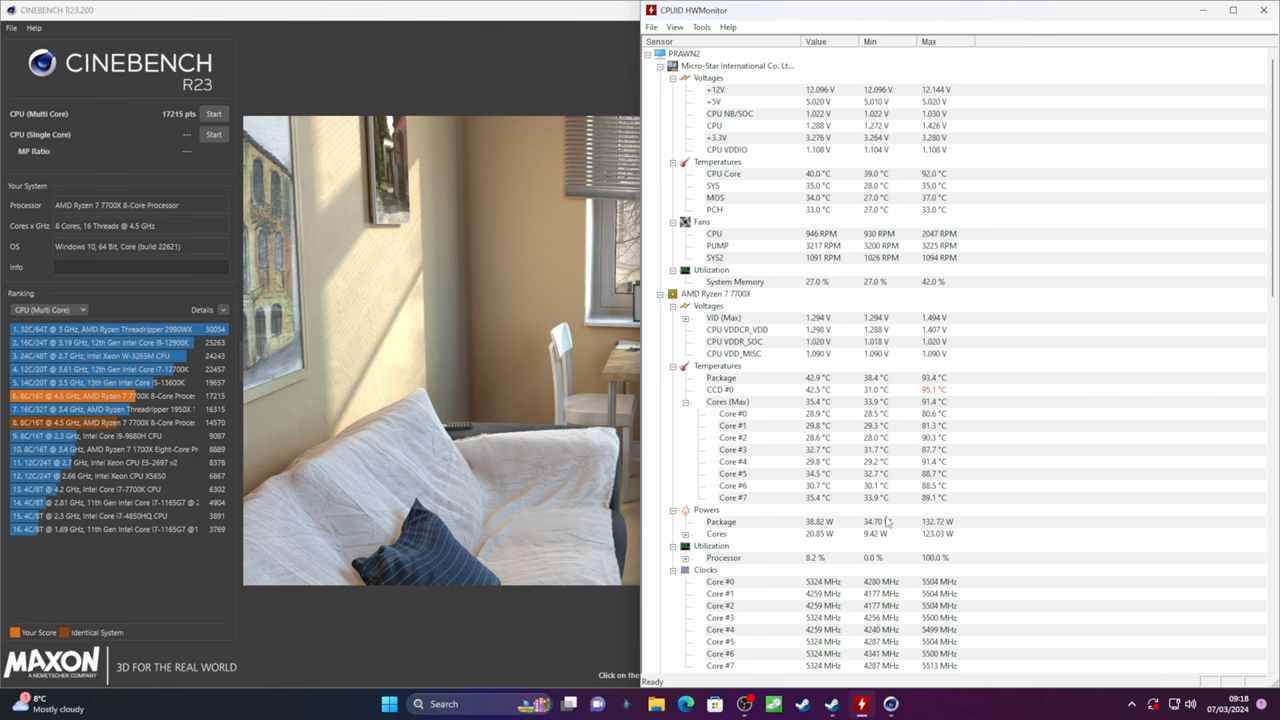 CINEBENCH R23.200
File Help
CINEBENCH
R23
CPU (Multi Core) 17215 pts Start
CPU (Single Core) --- Start
P Ratio ---
Your System
Processor AMD Ryzen 7 7700X 8-Core Processor
Cores x GHz 8 Cores, 16 Threads @ 4.5 GHz
OS Windows 10, 64 Bit, Core (build 22621)
Info
Ranking
(Multi Core) Details
1. 32C/64T @ 3 GHz, AMD Ryzen Threadripper 2990WX 30054
2. 16C/24T @ 3.19 GHz, 12th Gen Intel Core i9-12900K 25263
3. 24C/48T @ 2.7 GHz, Intel Xeon W-3265M CPU 24243
4. 12C/20T @ 3.61 GHz, 12th Gen Intel Core i7-12700K 22457
5. 14C/20T @ 3.5 GHz, 13th Gen Intel Core i5-13600K 19657
6. 8C/16T @ 4.5 GHz, AMD Ryzen 7 7700X 8-Core Proces 17215
7. 16C/32T @ 3.4 GHz, AMD Ryzen Threadripper 1950X 16315
8. 8C/16T @ 4.5 GHz, AMD Ryzen 7 7700X 8-Core Proces 14570
9. 8C/16T @ 2.3 GHz, Intel Core i9-9880H CPU 9087
10. 8C/16T @ 3.4 GHz, AMD Ryzen 7 1700X Eight-Core Pr 8889
11. 12C/24T @ 2.7 GHz, Intel Xeon CPU E5-2697 v2 8378
12. 12C/24T @ 2.66 GHz, Intel Xeon CPU X5650 6867
13. 4C/8T @ 4.2 GHz, Intel Core i7-7700K CPU 6302
14. 4C/8T @ 2.81 GHz, Intel Core i7-1165G7 @ 4904
15. 4C/8T @ 2.3 GHz, Intel Core i7-4850HQ CPU 3891
16. 4C/8T @ 1.69 GHz, 11th Gen Intel Core i7-1165G7 @ 3769
Your Score Identical System
MAXON 3D FOR THE REAL WORLD
A NEMETSCHEK COMPANY
Click on the
CPUID HWMonitor
File View Tools Help
Sensor Value Min Max
PRAWN2
Micro-Star International Co. Lt...
Voltages
+12V 12.096 V 12.096 V 12.144 V
+5V 5.020 V 5.010 V 5.020 V
CPU NB/SOC 1.022 V 1.022 V 1.030 V
CPU 1.288 V 1.272 V 1.426 V
+3.3V 3.276 V 3.264 V 3.280 V
CPU VDDIO 1.108 V 1.104 V 1.108 V
Temperatures
CPU Core 40.0 °C 39.0 °C 92.0 °C
SYS 35.0 °C 28.0 °C 35.0 °C
MOS 34.0 °C 27.0 °C 37.0 °C
PCH 33.0 °C 27.0 °C 33.0 °C
Fans
CPU 946 RPM 930 RPM 2047 RPM
PUMP 3217 RPM 3200 RPM 3225 RPM
SYS2 1091 RPM 1026 RPM 1094 RPM
Utilization
System Memory 27.0 % 27.0 % 42.0 %
AMD Ryzen 7 7700X
Voltages
VID (Max) 1.294 V 1.294 V 1.494 V
CPU VDDCR_VDD 1.298 V 1.288 V 1.407 V
CPU VDDR_SOC 1.020 V 1.018 V 1.020 V
CPU VDD_MISC 1.090 V 1.090 V 1.090 V
Temperatures
Package 42.9 °C 38.4 °C 93.4 °C
CCD #0 42.5 °C 31.0 °C 95.1 °C
Cores (Max) 35.4 °C 33.9 °C 91.4 °C
Core #0 28.9 °C 28.5 °C 80.6 °C
Core #1 29.8 °C 29.3 °C 81.3 °C
Core #2 28.6 °C 28.0 °C 90.3 °C
Core #3 32.7 °C 31.7 °C 87.7 °C
Core #4 29.8 °C 29.2 °C 91.4 °C
Core #5 34.5 °C 32.7 °C 87.6 °C
Core #6 30.7 °C 30.1 °C 88.5 °C
Core #7 35.4 °C 33.9 °C 89.1 °C
Powers
Package 38.82 W 34.70 132.72 W
Cores 20.85 W 9.42 W 123.03 W
Utilization
Processor 8.2 % 0.0 % 100.0 %
Clocks
Core #0 5324 MHz 4280 MHz 5504 MHz
Core #1 4259 MHz 4177 MHz 5504 MHz
Core #2 4259 MHz 4177 MHz 5504 MHz
Core #3 5324 MHz 4256 MHz 5500 MHz
Core #4 4259 MHz 4240 MHz 5499 MHz
Core #5 5324 MHz 4287 MHz 5504 MHz
Core #6 5324 MHz 4341 MHz 5500 MHz
Core #7 5324 MHz 4287 MHz 5513 MHz
Ready
8°C
Mostly cloudy
Search
09:18
07/03/2024